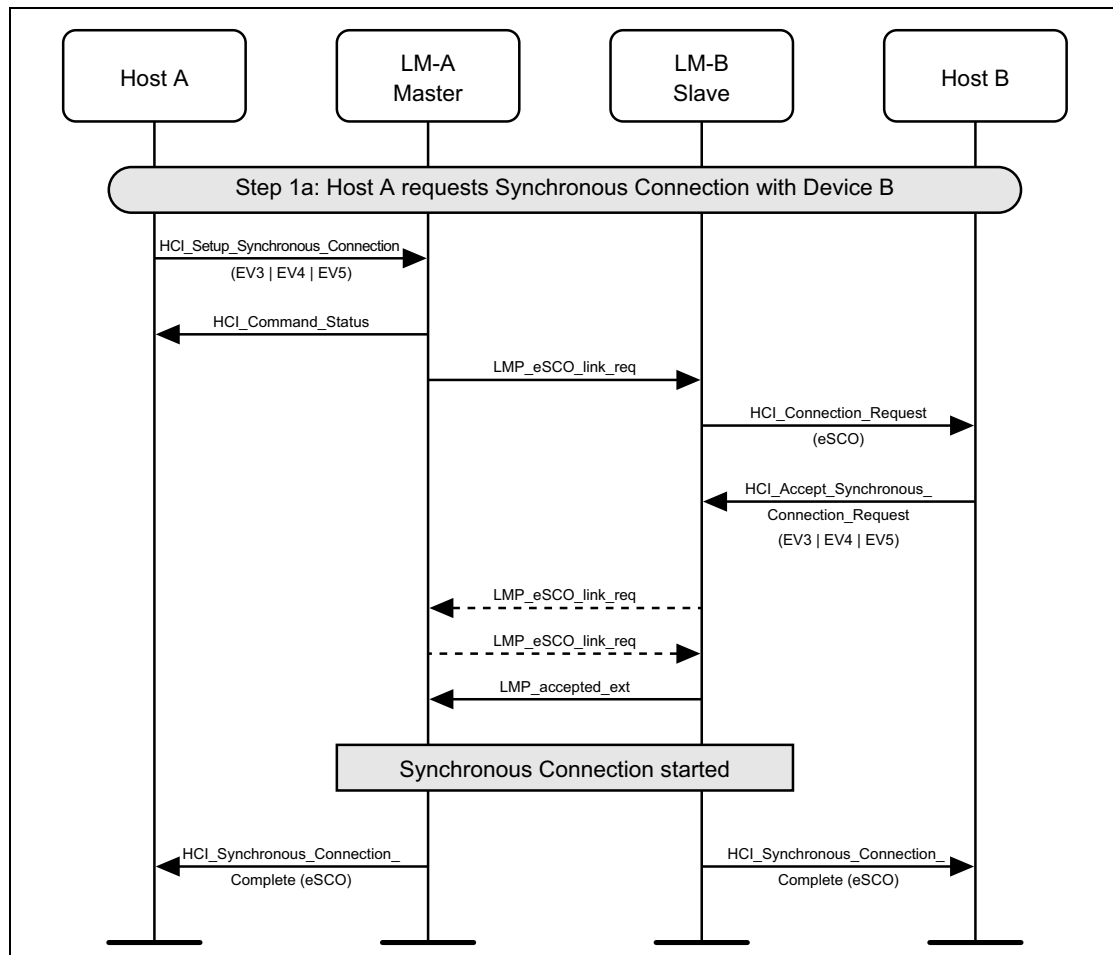 Host A
LM-A
Master
LM-B
Slave
Host B
Step 1a: Host A requests Synchronous Connection with Device B
HCI_Setup_Synchronous_Connection
(EV3 | EV4 | EV5)
HCI_Command_Status
LMP_eSCO_link_req
HCI_Connection_Request
(eSCO)
HCI_Accept_Synchronous_
Connection_Request
(EV3 | EV4 | EV5)
LMP_eSCO_link_req
LMP_eSCO_link_req
LMP_accepted_ext
Synchronous Connection started
HCI_Synchronous_Connection_
Complete (eSCO)
HCI_Synchronous_Connection_
Complete (eSCO)